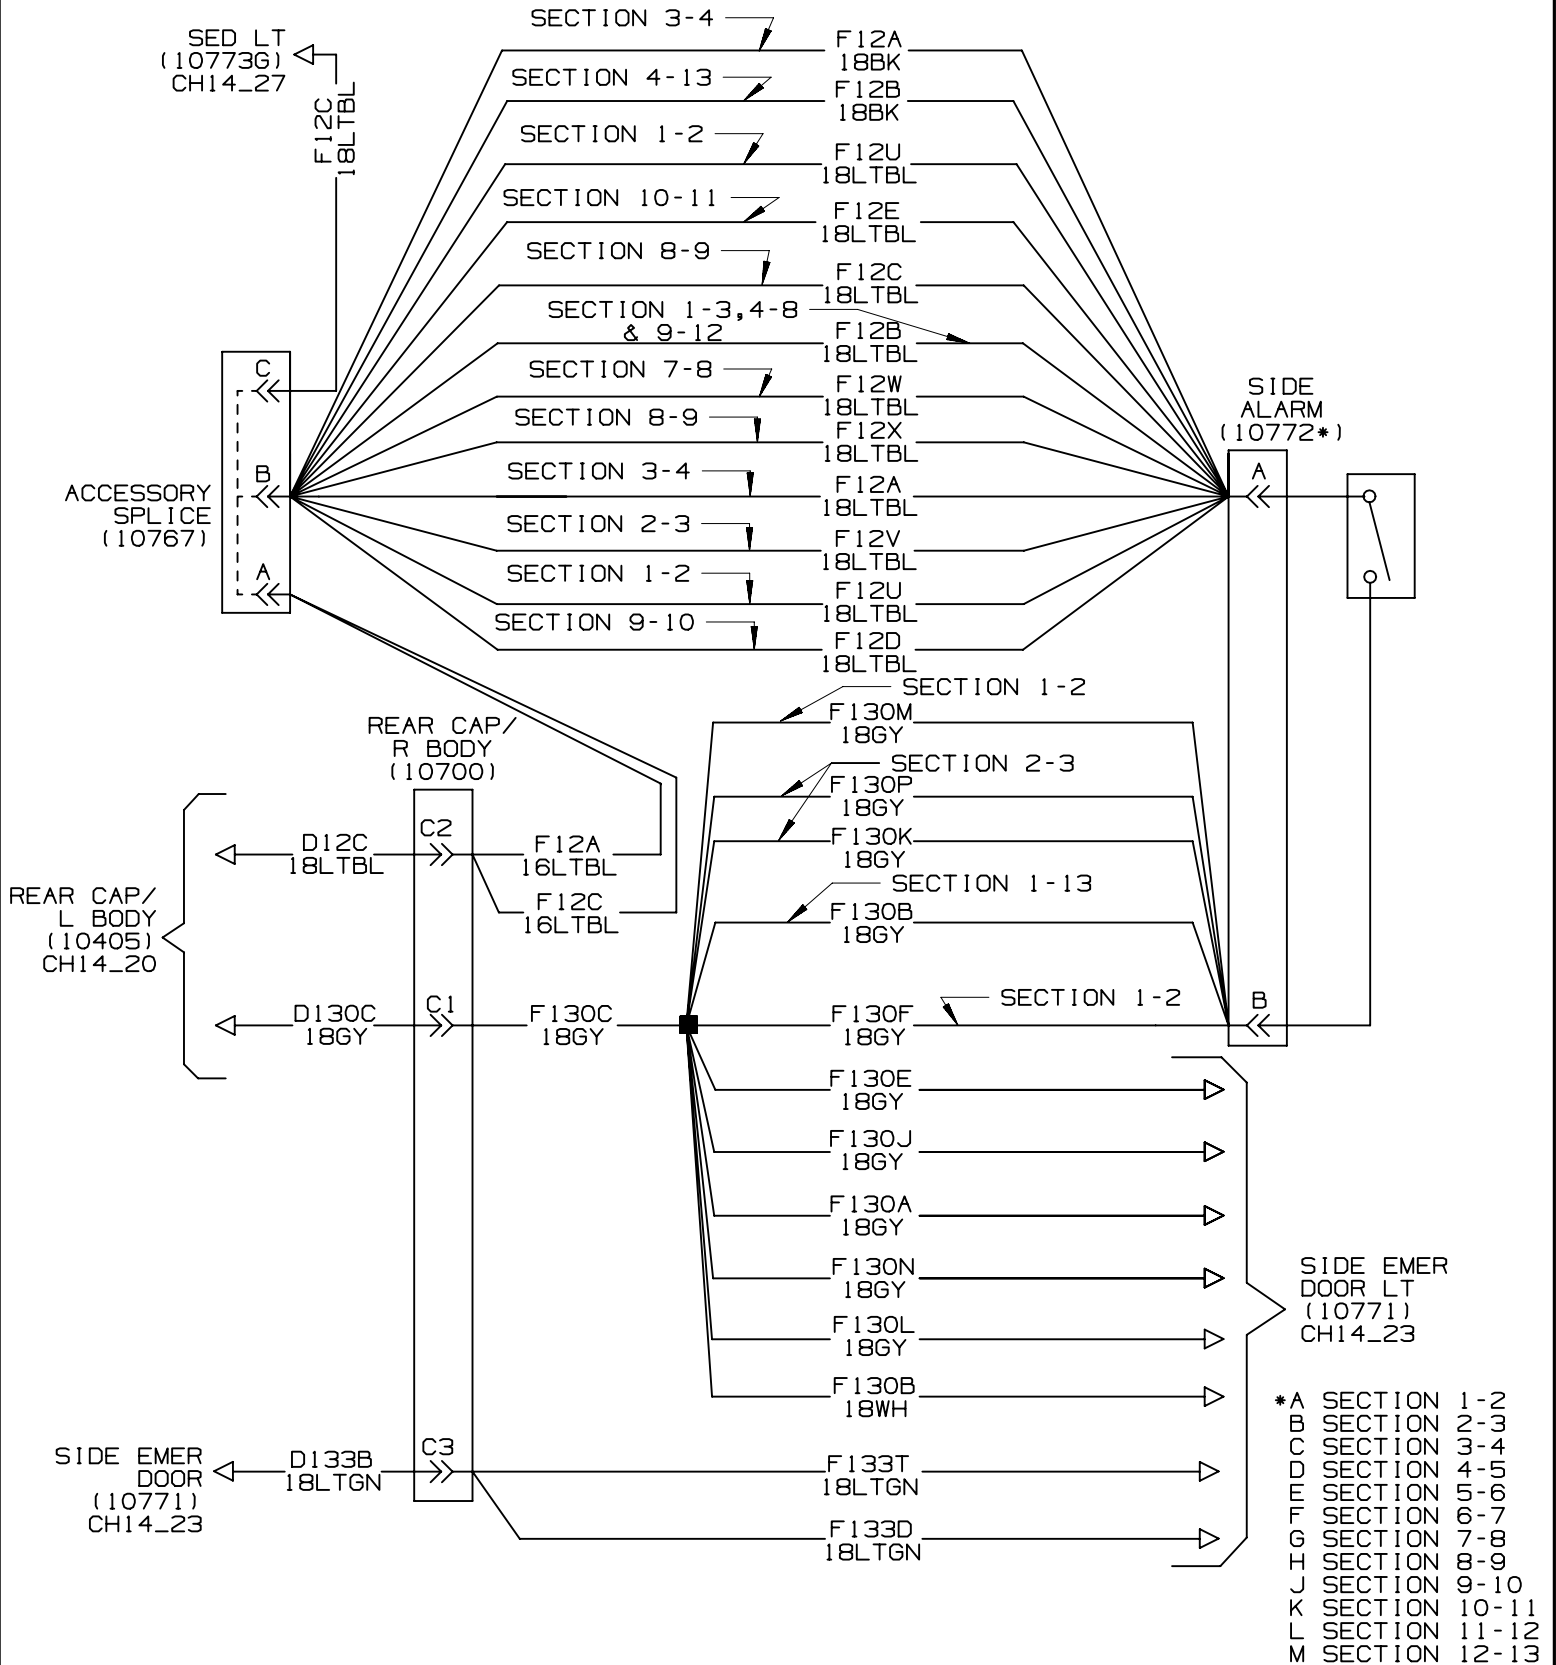 SECTION 3-4
SED LT
(10773G)
CH14_27
F12C
18LTBL
F12A
18BK
SECTION 4-13
F12B
18BK
SECTION 1-2
F12U
18LTBL
SECTION 10-11
F12E
18LTBL
SECTION 8-9
F12C
18LTBL
SECTION 1-3,4-8
& 9-12
F12B
18LTBL
SECTION 7-8
F12W
18LTBL
SECTION 8-9
F12X
18LTBL
SECTION 3-4
F12A
18LTBL
SECTION 2-3
F12V
18LTBL
SECTION 1-2
F12U
18LTBL
SECTION 9-10
F12D
18LTBL
C
B
A
ACCESSORY
SPLICE
(10767)
SIDE
ALARM
(10772*)
A
SECTION 1-2
F130M
18GY
SECTION 2-3
F130P
18GY
F130K
18GY
SECTION 1-13
F130B
18GY
REAR CAP/
R BODY
(10700)
D12C
18LTBL
C2
F12A
16LTBL
F12C
16LTBL
REAR CAP/
L BODY
(10405)
CH14_20
D130C
18GY
C1
F130C
18GY
F130F
18GY
SECTION 1-2
B
F130E
18GY
F130J
18GY
F130A
18GY
F130N
18GY
F130L
18GY
F130B
18WH
SIDE EMER
DOOR LT
(10771)
CH14_23
SIDE EMER
DOOR
(10771)
CH14_23
D133B
18LTGN
C3
F133T
18LTGN
F133D
18LTGN
*A SECTION 1-2
B SECTION 2-3
C SECTION 3-4
D SECTION 4-5
E SECTION 5-6
F SECTION 6-7
G SECTION 7-8
H SECTION 8-9
J SECTION 9-10
K SECTION 10-11
L SECTION 11-12
M SECTION 12-13